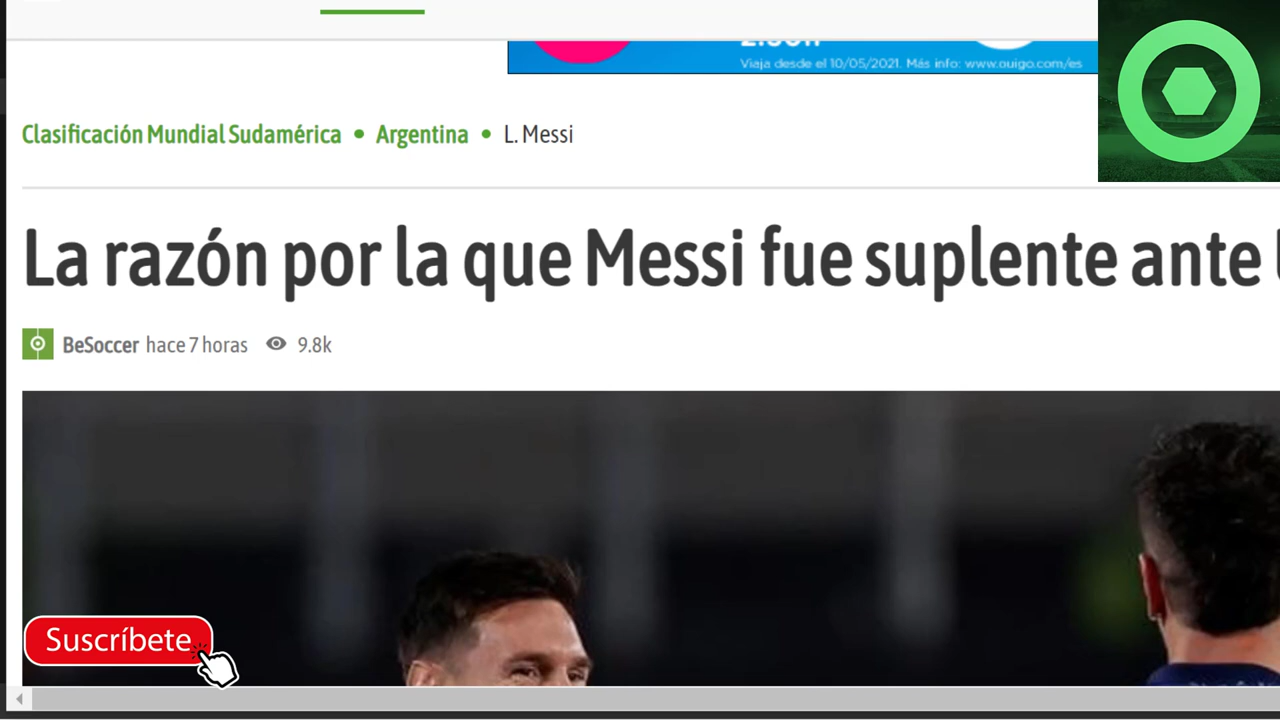 Viaja desde el 10/05/2021. Más info: www.ouigo.com/es
Clasificación Mundial Sudamérica • Argentina • L. Messi
La razón por la que Messi fue suplente ante
BeSoccer hace 7 horas 9.8k
Suscríbete